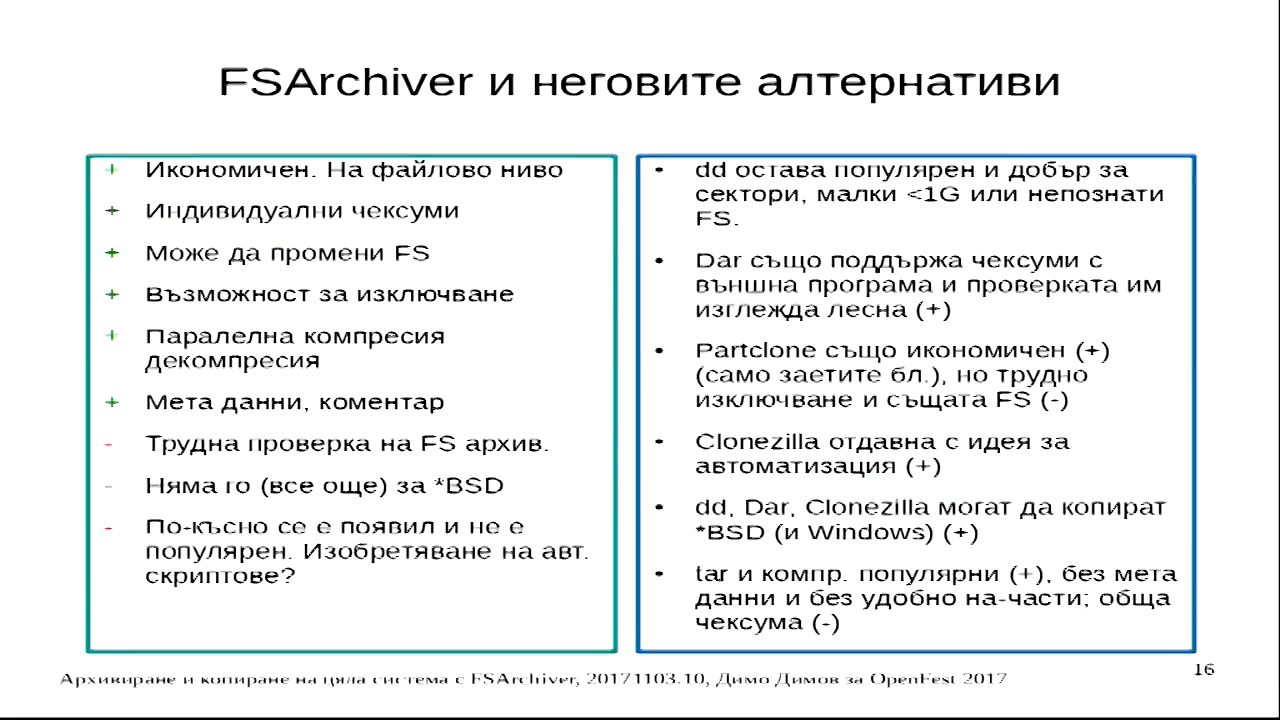 FSArchiver и неговите алтернативи
+ Икономичен. На файлово ниво
+ Индивидуални чексуми
+ Може да промени FS
+ Възможност за изключване
+ Паралелна компресия
декомпресия
+ Мета данни, коментар
- Трудна проверка на FS архив.
- Няма го (все още) за *BSD
- По-късно се е появил и не е
популярен. Изобретяване на авт.
скриптове?
• dd остава популярен и добър за
сектори, малки <1G или непознати
FS.
• Dar също поддържа чексуми с
външна програма и проверката им
изглежда лесна (+)
• Partclone също икономичен (+)
(само заетите бл.), но трудно
изключване и същата FS (-)
• Clonezilla отдавна с идея за
автоматизация (+)
• dd, Dar, Clonezilla могат да копират
*BSD (и Windows) (+)
• tar и компр. популярни (+), без мета
данни и без удобно на-части; обща
чексума (-)
Архивиране и копиране на цяла система с FSArchiver, 20171103.10, Димо Димов за OpenFest 2017
16